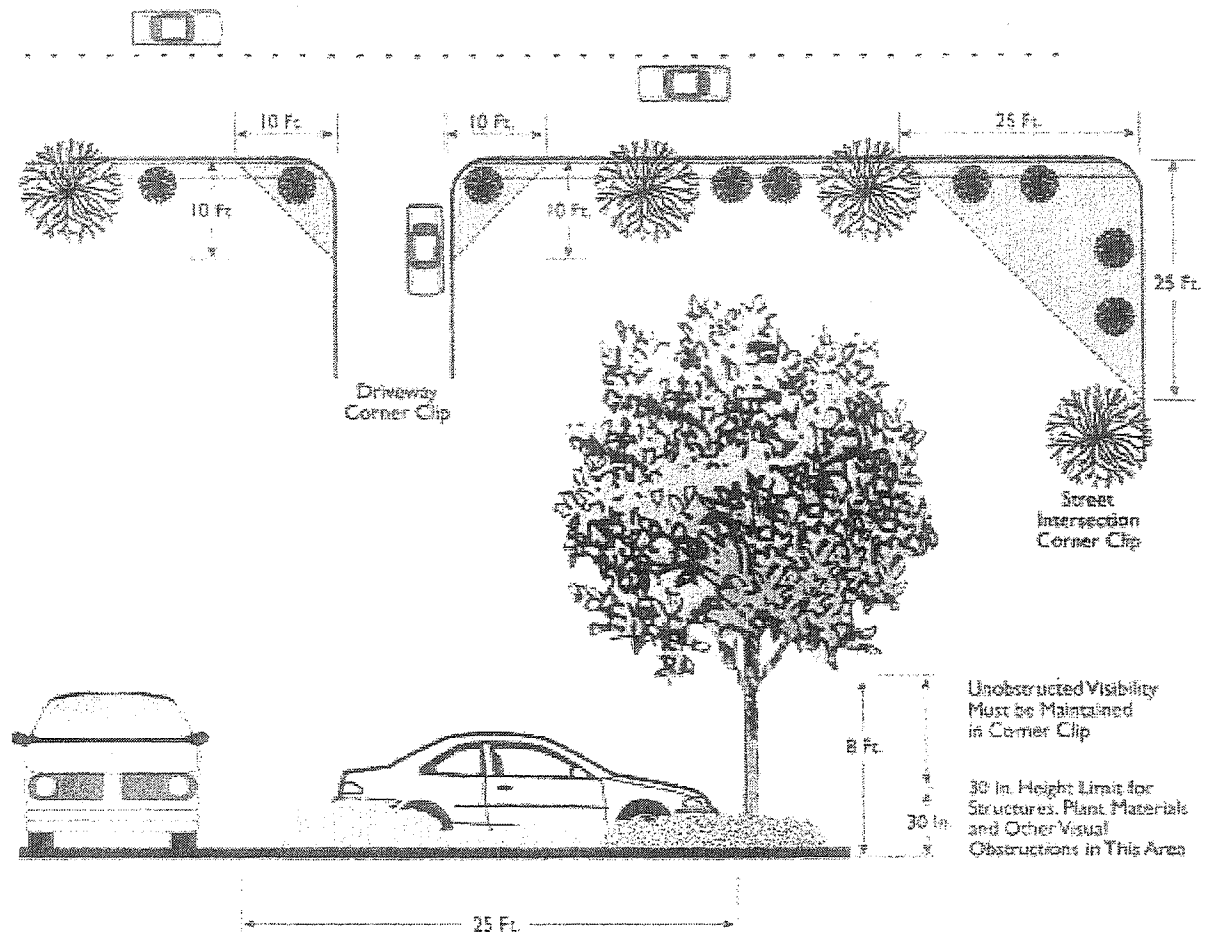 10 Ft.
10 Ft.
25 Ft.
10 Ft.
10 Ft.
25 Ft.
Driveway
Corner Clip
Street
Intersection
Corner Clip
Unobstructed Visibility
Must be Maintained
in Corner Clip
8 Ft.
30 In. Height Limit for
Structures, Plant Materials
and Other Visual
Obstructions in This Area
30 In.
25 Ft.